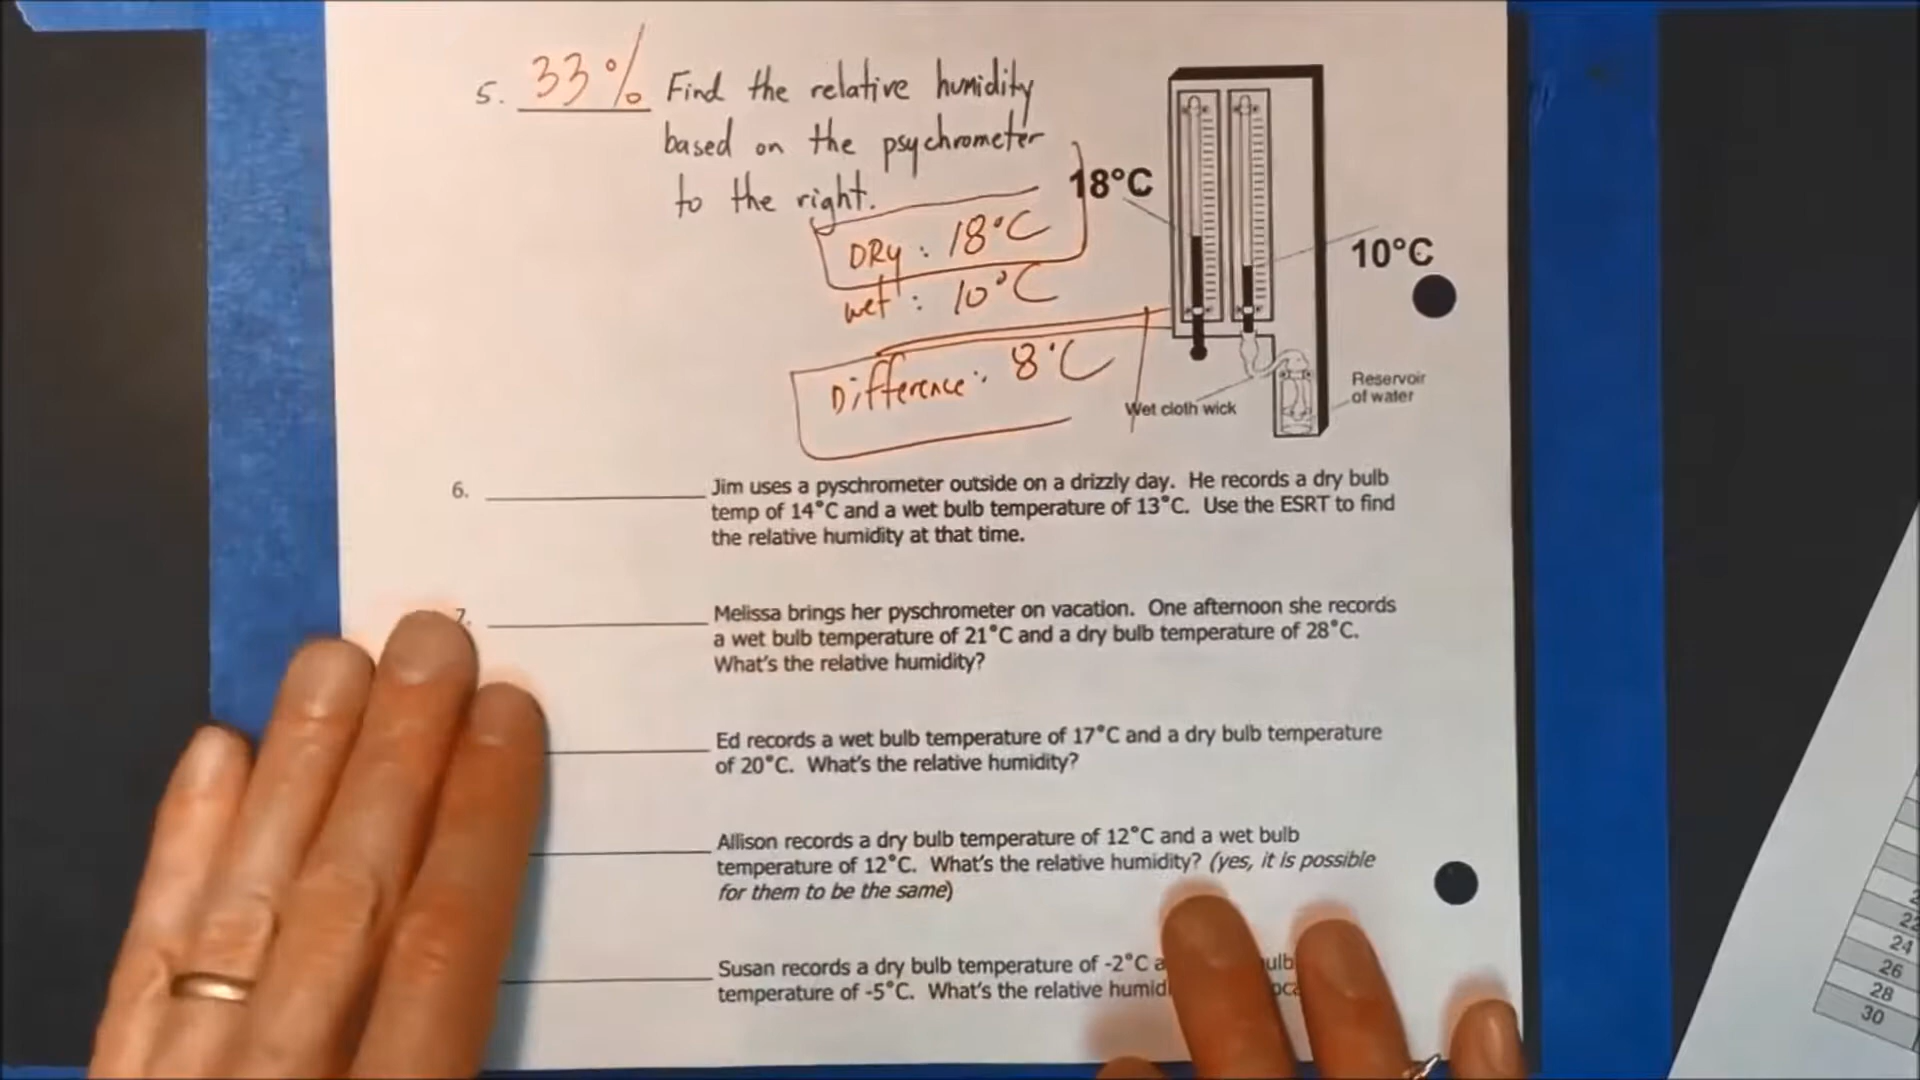 5. 33% Find the relative humidity
based on the psychrometer
to the right.
18°C
DRy: 18°C
wet: 10°C
10°C
Difference: 8°C
Reservoir
of water
Wet cloth wick
6. Jim uses a pyschrometer outside on a drizzly day. He records a dry bulb
temp of 14°C and a wet bulb temperature of 13°C. Use the ESRT to find
the relative humidity at that time.
7. Melissa brings her pyschrometer on vacation. One afternoon she records
a wet bulb temperature of 21°C and a dry bulb temperature of 28°C.
What's the relative humidity?
Ed records a wet bulb temperature of 17°C and a dry bulb temperature
of 20°C. What's the relative humidity?
Allison records a dry bulb temperature of 12°C and a wet bulb
temperature of 12°C. What's the relative humidity? (yes, it is possible
for them to be the same)
Susan records a dry bulb temperature of -2°C
temperature of -5°C. What's the relative
24
26
28
30